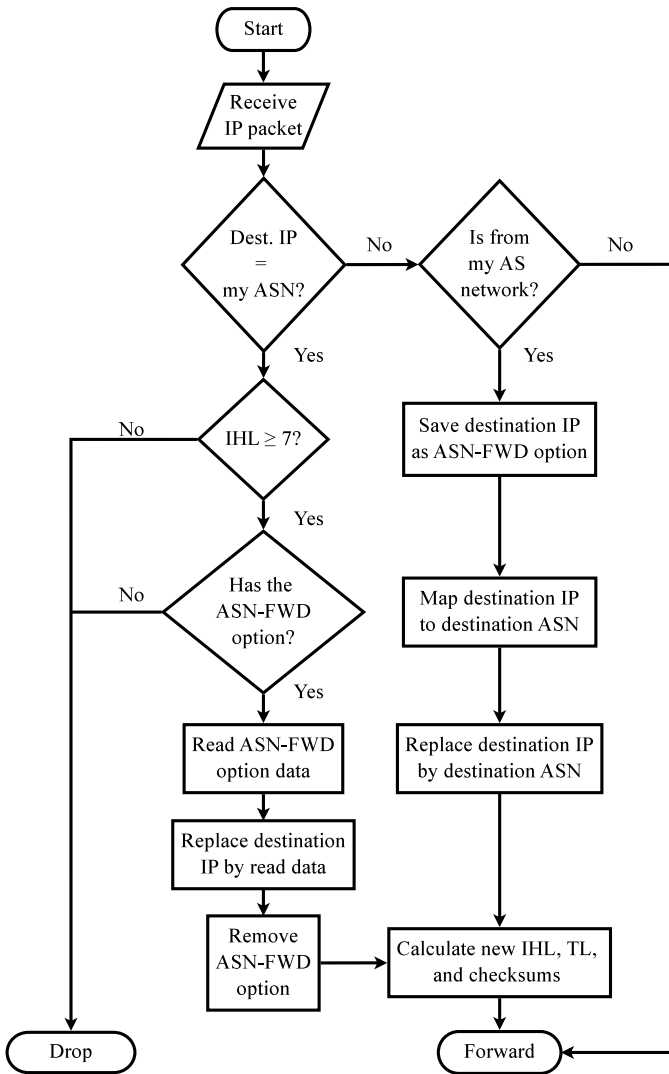 Start
Receive
IP packet
Dest. IP
=
my ASN?
No
Is from
my AS
network?
No
Yes
Yes
No
IHL ≥ 7?
Save destination IP
as ASN-FWD option
Yes
No
Has the
ASN-FWD
option?
Map destination IP
to destination ASN
Yes
Read ASN-FWD
option data
Replace destination IP
by destination ASN
Replace destination
IP by read data
Remove
ASN-FWD
option
Calculate new IHL, TL,
and checksums
Drop
Forward